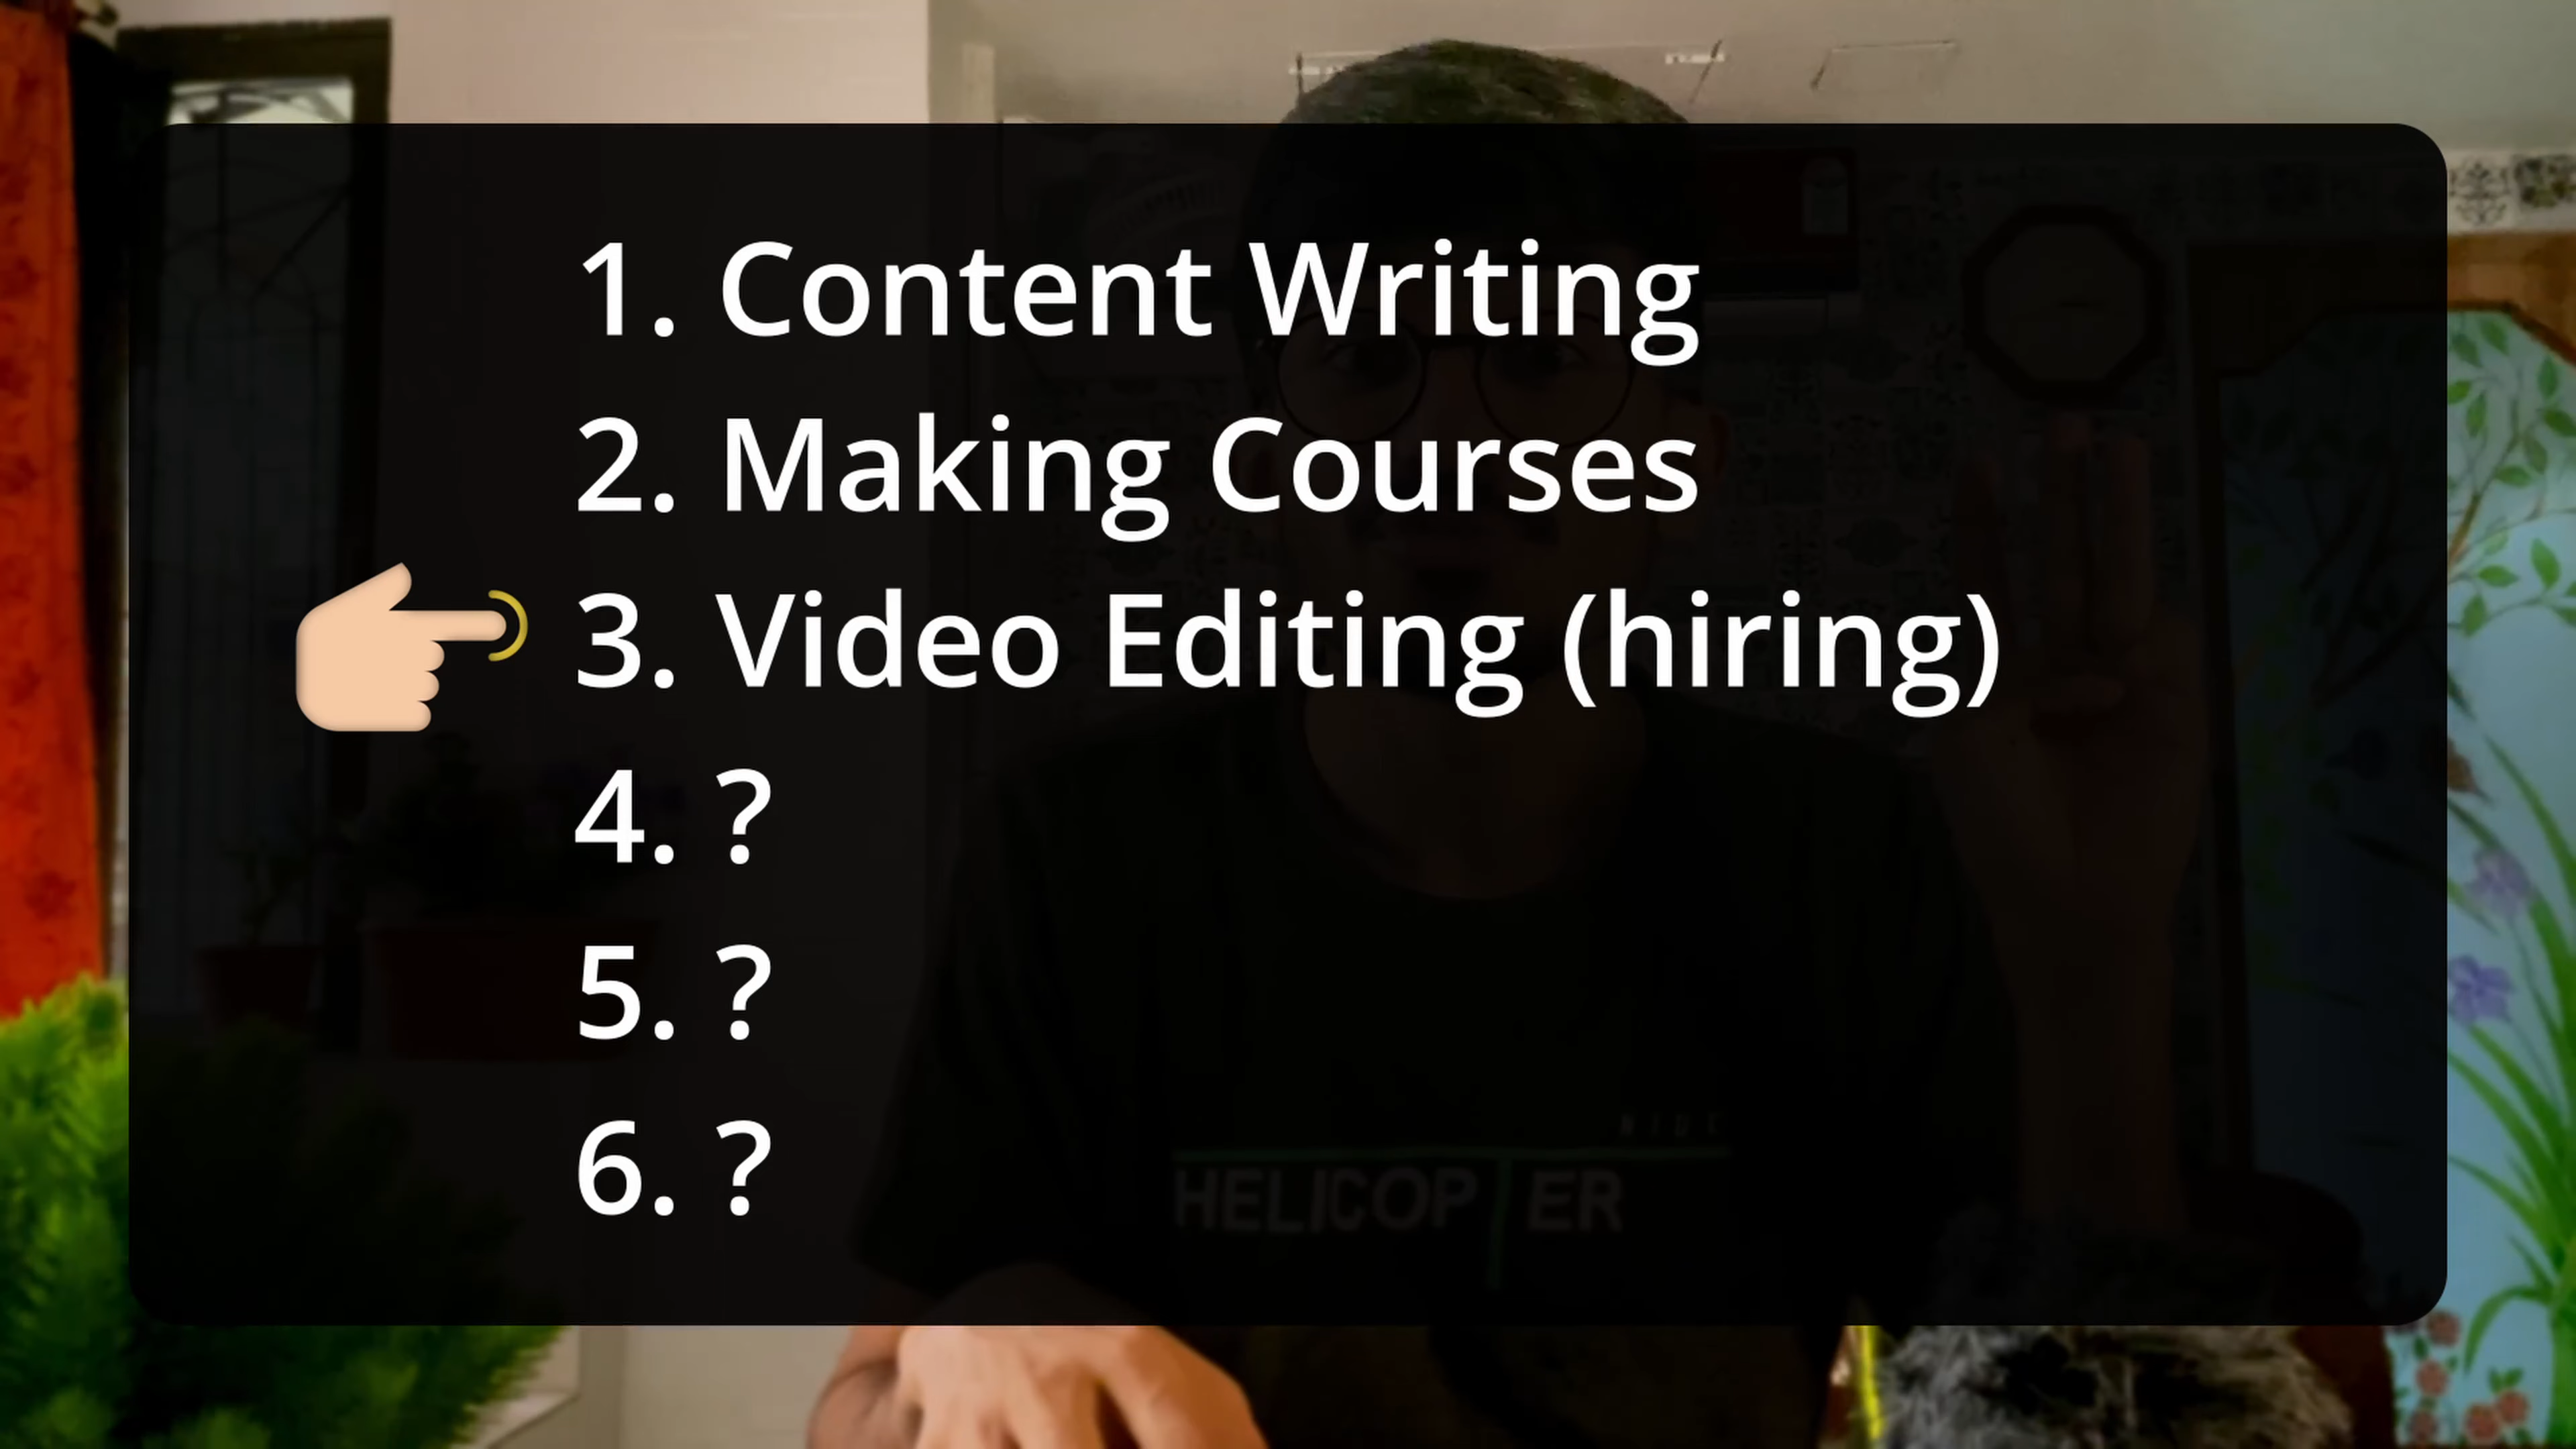 1. Content Writing
2. Making Courses
3. Video Editing (hiring)
4. ?
5. ?
6. ?
HELICOPTER